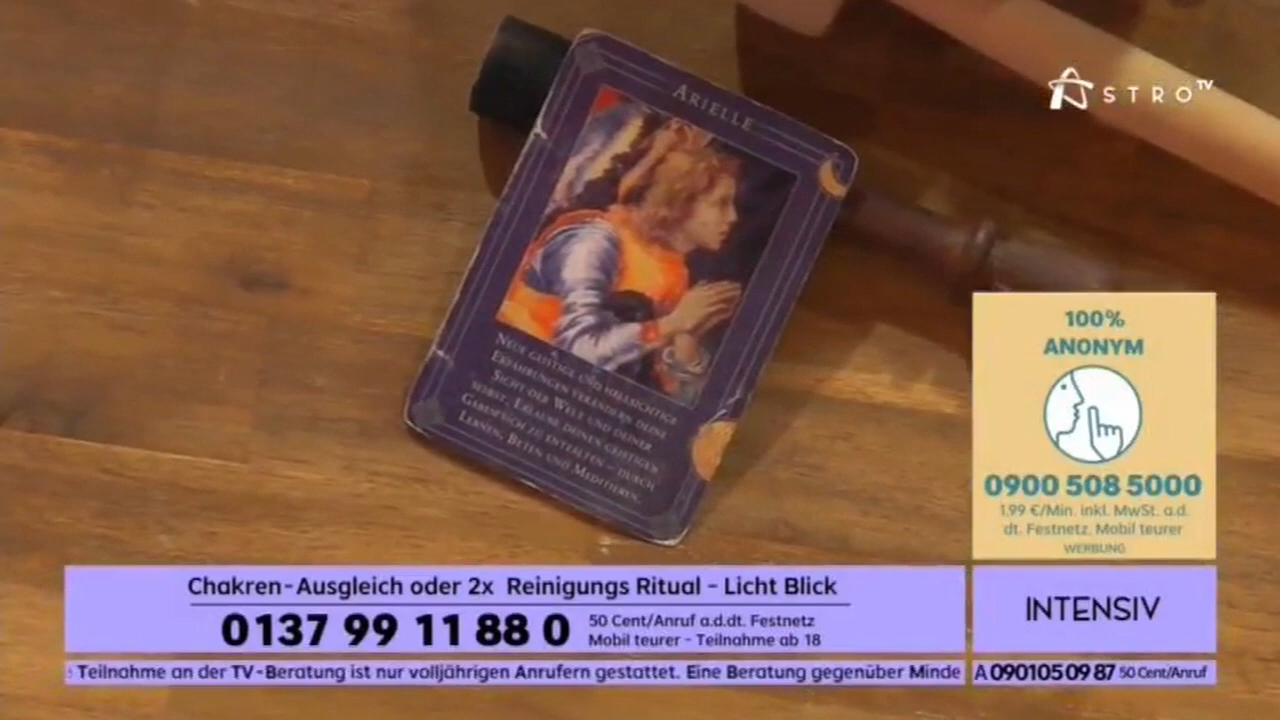 ASTRO TV
ARIELLE
NEUE GEISTIGE UND HELLSICHTIGE
ERFAHRUNGEN VERÄNDERN DEINE
SICHT DER WELT UND DEINER
SELBST. ERLAUBE DEINEN GEISTIGEN
GABEN SICH ZU ENTFALTEN – DURCH
LERNEN, BETEN UND MEDITIEREN.
100%
ANONYM
0900 508 5000
1,99 €/Min. inkl. MwSt. a.d.
dt. Festnetz, Mobil teurer
WERBUNG
Chakren-Ausgleich oder 2x Reinigungs Ritual - Licht Blick
0137 99 11 88 0
50 Cent/Anruf a.d.dt. Festnetz
Mobil teurer - Teilnahme ab 18
INTENSIV
Teilnahme an der TV-Beratung ist nur volljährigen Anrufern gestattet. Eine Beratung gegenüber Minde
A 0901 05 09 87 50 Cent/Anruf